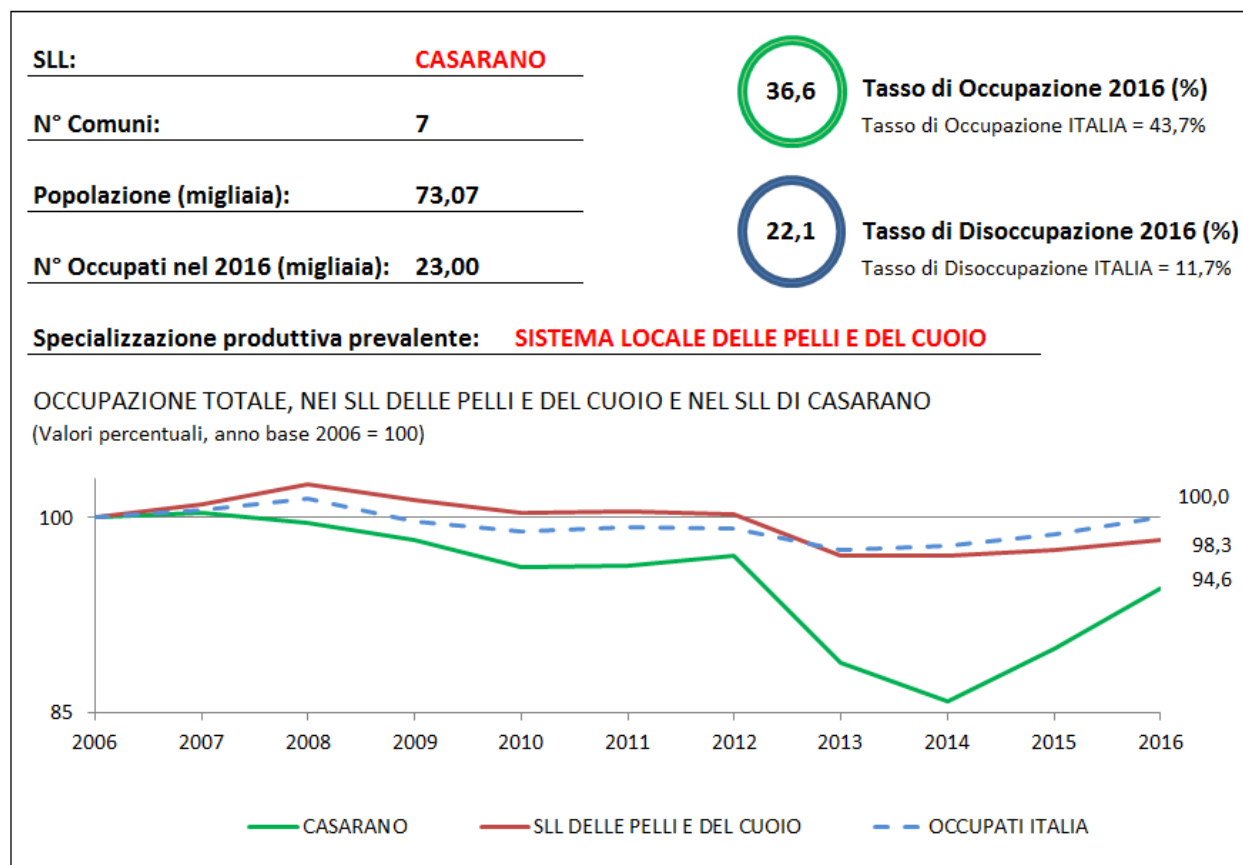 SLL: CASARANO
N° Comuni: 7
Popolazione (migliaia): 73,07
N° Occupati nel 2016 (migliaia): 23,00
36,6
Tasso di Occupazione 2016 (%)
Tasso di Occupazione ITALIA = 43,7%
22,1
Tasso di Disoccupazione 2016 (%)
Tasso di Disoccupazione ITALIA = 11,7%
Specializzazione produttiva prevalente: SISTEMA LOCALE DELLE PELLI E DEL CUOIO
OCCUPAZIONE TOTALE, NEI SLL DELLE PELLI E DEL CUOIO E NEL SLL DI CASARANO
(Valori percentuali, anno base 2006 = 100)
100
85
100,0
98,3
94,6
2006 2007 2008 2009 2010 2011 2012 2013 2014 2015 2016
CASARANO SLL DELLE PELLI E DEL CUOIO OCCUPATI ITALIA